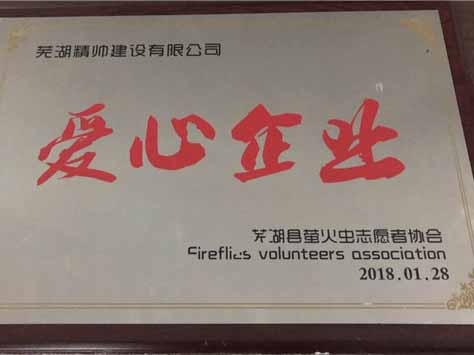 芜湖精帅建设有限公司
爱心企业
芜湖县萤火虫志愿者协会
Fireflies volunteers association
2018.01.28